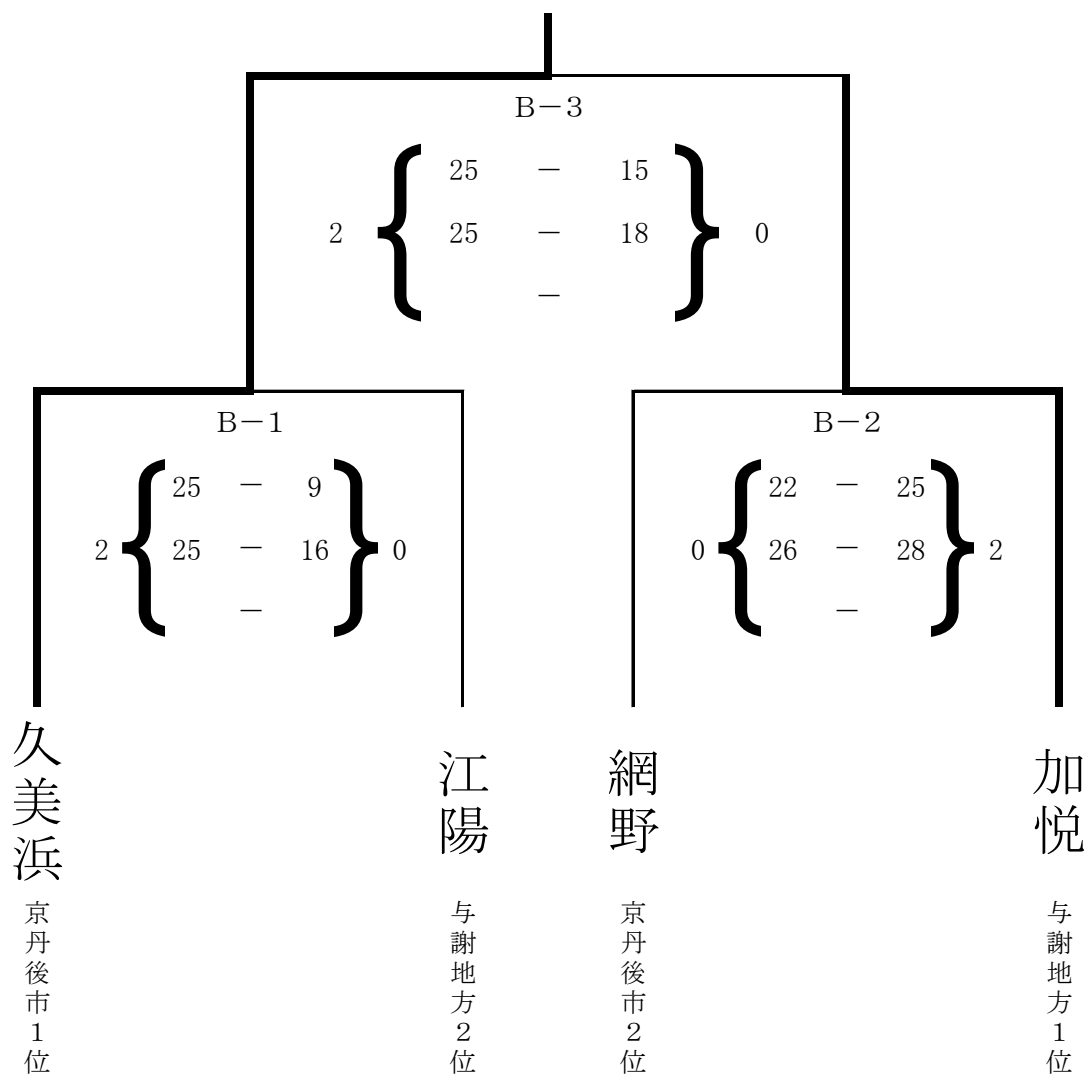 B－3
25 － 15
2 { 25 － 18 } 0
－
B－1
25 － 9
2 { 25 － 16 } 0
－
B－2
22 － 25
0 { 26 － 28 } 2
－
久美浜
京丹後市1位
江陽
与謝地方2位
網野
京丹後市2位
加悦
与謝地方1位